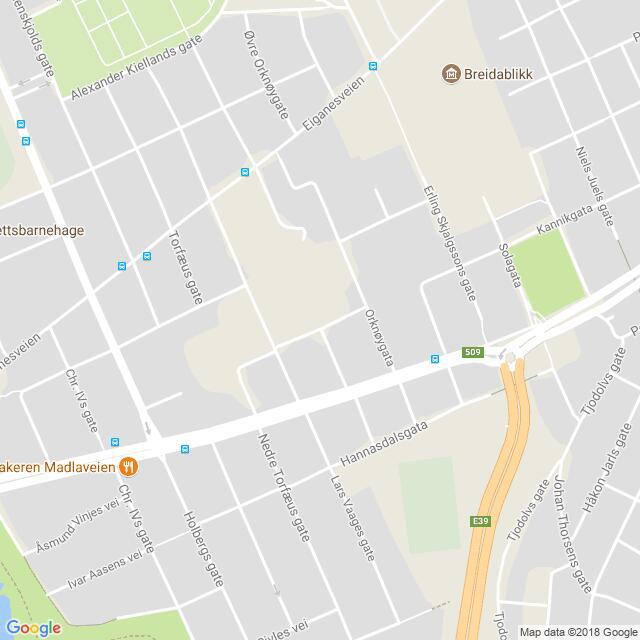 enskjolds gate
Alexander Kiellands gate
Øvre Orknøygate
Eiganesveien
Breidablikk
Niels Juels gate
Kannikgata
Erling Skjalgssons gate
Solagata
ettsbarnehage
Torfæus gate
Orknøygata
509
nesveien
Chr. IVs gate
Tjodolvs gate
Håkon Jarls gate
Hannasdalsgata
akeren Madlaveien
Nedre Torfæus gate
Lars Vaages gate
Johan Thorsens gate
Tjodolvs gate
E39
Chr. IVs gate
Holbergs gate
Åsmund Vinjes vei
Ivar Aasens vei
Google
Map data ©2018 Google